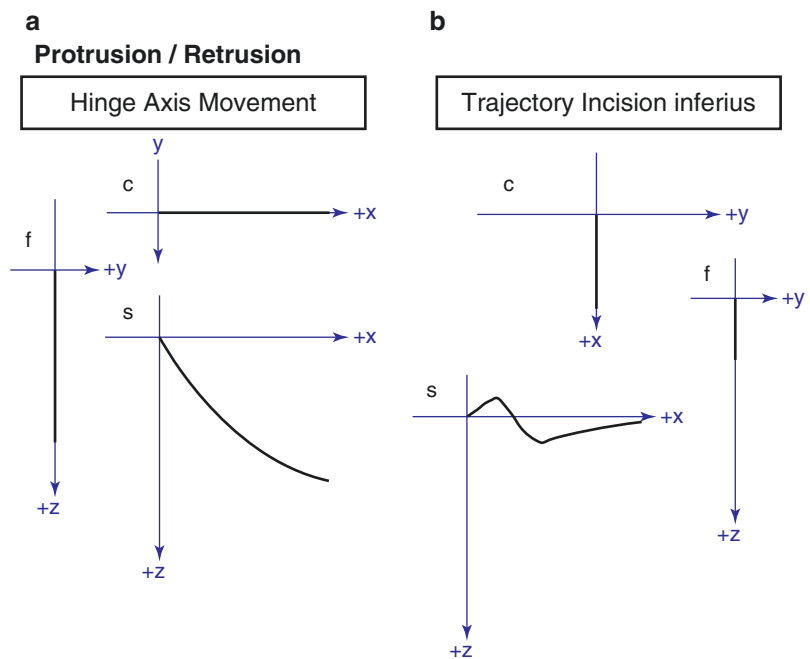 a
Protrusion / Retrusion
Hinge Axis Movement
y
c
+x
f
+y
s
+x
+z
+z
b
Trajectory Incision inferius
c
+y
+x
f
+y
s
+x
+z
+z